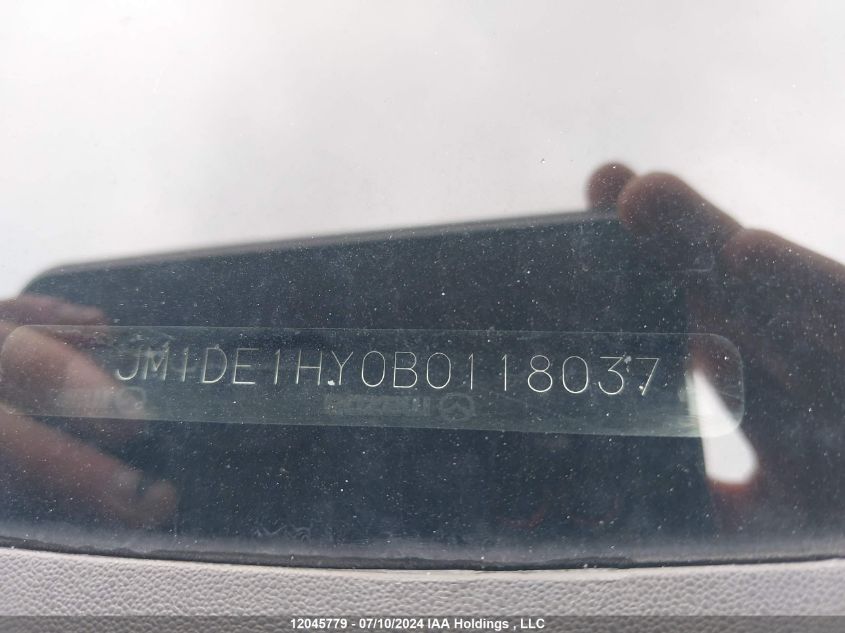 JM1DE1HY0B0118037
12045779 - 07/10/2024 IAA Holdings , LLC